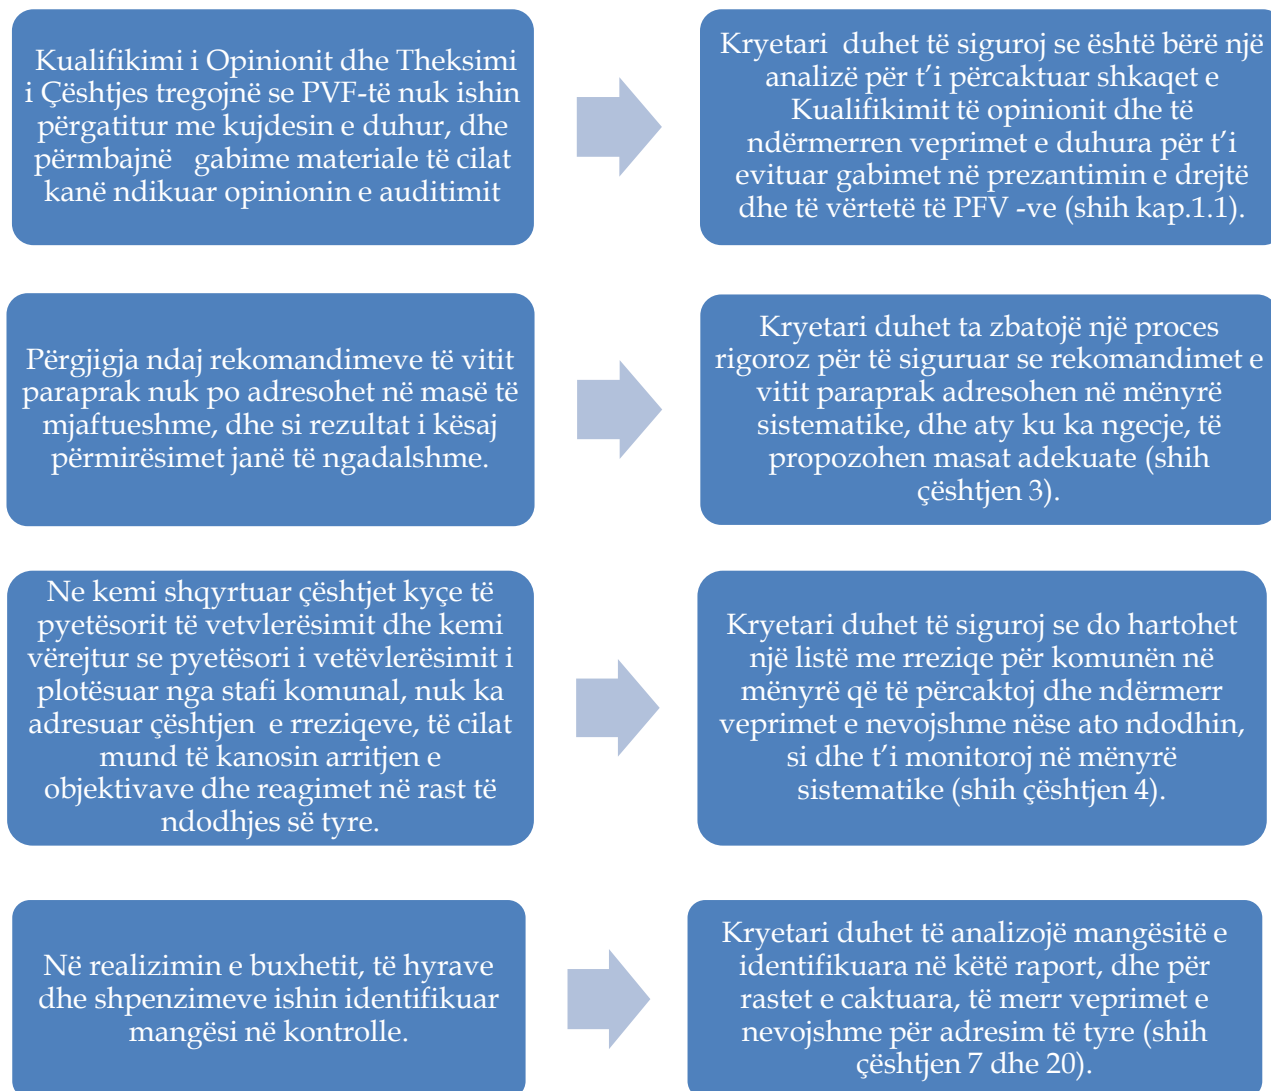 Kualifikimi i Opinionit dhe Theksimi
i Çështjes tregojnë se PVF-të nuk ishin
përgatitur me kujdesin e duhur, dhe
përmbajnë gabime materiale të cilat
kanë ndikuar opinionin e auditimit
Kryetari duhet të siguroj se është bërë një
analizë për t’i përcaktuar shkaqet e
Kualifikimit të opinionit dhe të
ndërmerren veprimet e duhura për t’i
evituar gabimet në prezantimin e drejtë
dhe të vërtetë të PFV -ve (shih kap.1.1).
Përgjigja ndaj rekomandimeve të vitit
paraprak nuk po adresohet në masë të
mjaftueshme, dhe si rezultat i kësaj
përmirësimet janë të ngadalshme.
Kryetari duhet ta zbatojë një proces
rigoroz për të siguruar se rekomandimet e
vitit paraprak adresohen në mënyrë
sistematike, dhe aty ku ka ngecje, të
propozohen masat adekuate (shih
çështjen 3).
Ne kemi shqyrtuar çështjet kyçe të
pyetësorit të vetvlerësimit dhe kemi
vërejtur se pyetësori i vetëvlerësimit i
plotësuar nga stafi komunal, nuk ka
adresuar çështjen e rreziqeve, të cilat
mund të kanosin arritjen e
objektivave dhe reagimet në rast të
ndodhjes së tyre.
Kryetari duhet të siguroj se do hartohet
një listë me rreziqe për komunën në
mënyrë që të përcaktoj dhe ndërmerr
veprimet e nevojshme nëse ato ndodhin,
si dhe t’i monitoroj në mënyrë
sistematike (shih çështjen 4).
Në realizimin e buxhetit, të hyrave
dhe shpenzimeve ishin identifikuar
mangësi në kontrolle.
Kryetari duhet të analizojë mangësitë e
identifikuara në këtë raport, dhe për
rastet e caktuara, të merr veprimet e
nevojshme për adresim të tyre (shih
çështjen 7 dhe 20).